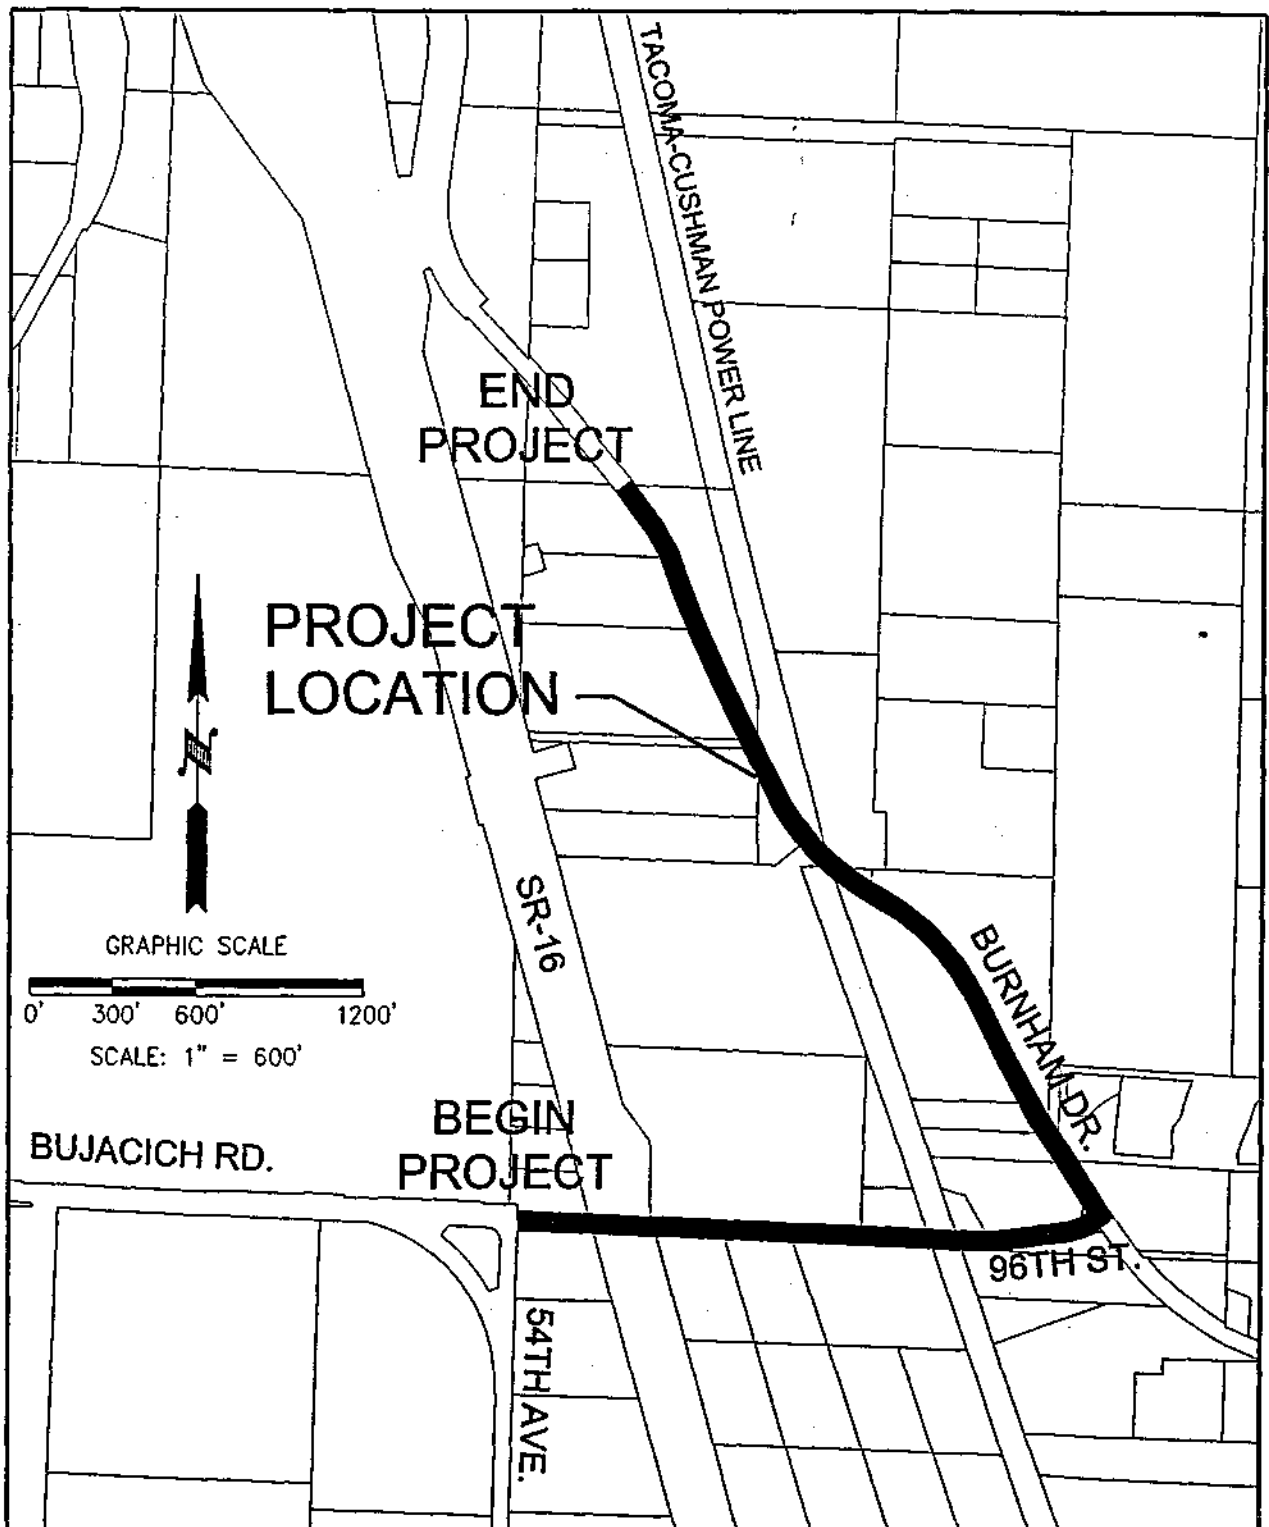 TACOMA-CUSHMAN POWER LINE
END
PROJECT
PROJECT
LOCATION
N
SR-16
GRAPHIC SCALE
0' 300' 600' 1200'
SCALE: 1" = 600'
BURNHAM DR.
BEGIN
PROJECT
BUJACICH RD.
96TH ST.
54TH AVE.